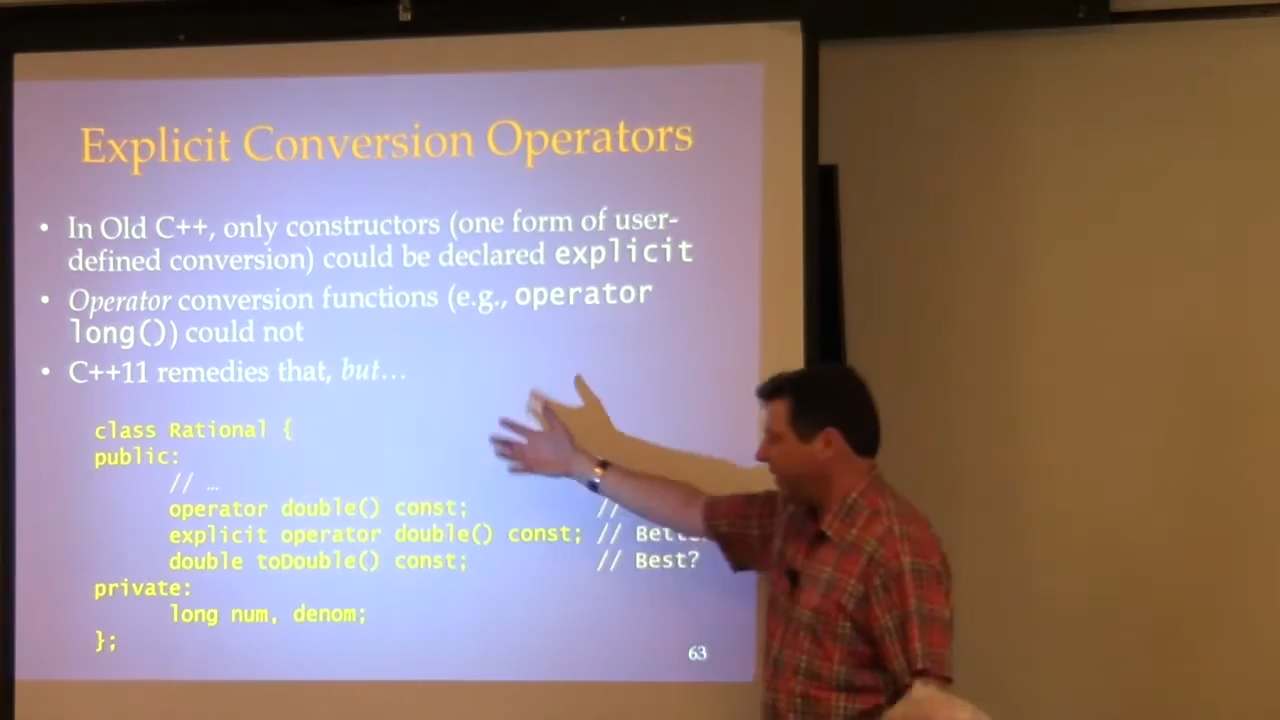 Explicit Conversion Operators
• In Old C++, only constructors (one form of user-
defined conversion) could be declared explicit
• Operator conversion functions (e.g., operator
long()) could not
• C++11 remedies that, but…
class Rational {
public:
// …
operator double() const; //
explicit operator double() const; //
double toDouble() const; // Best?
private:
long num, denom;
};
63